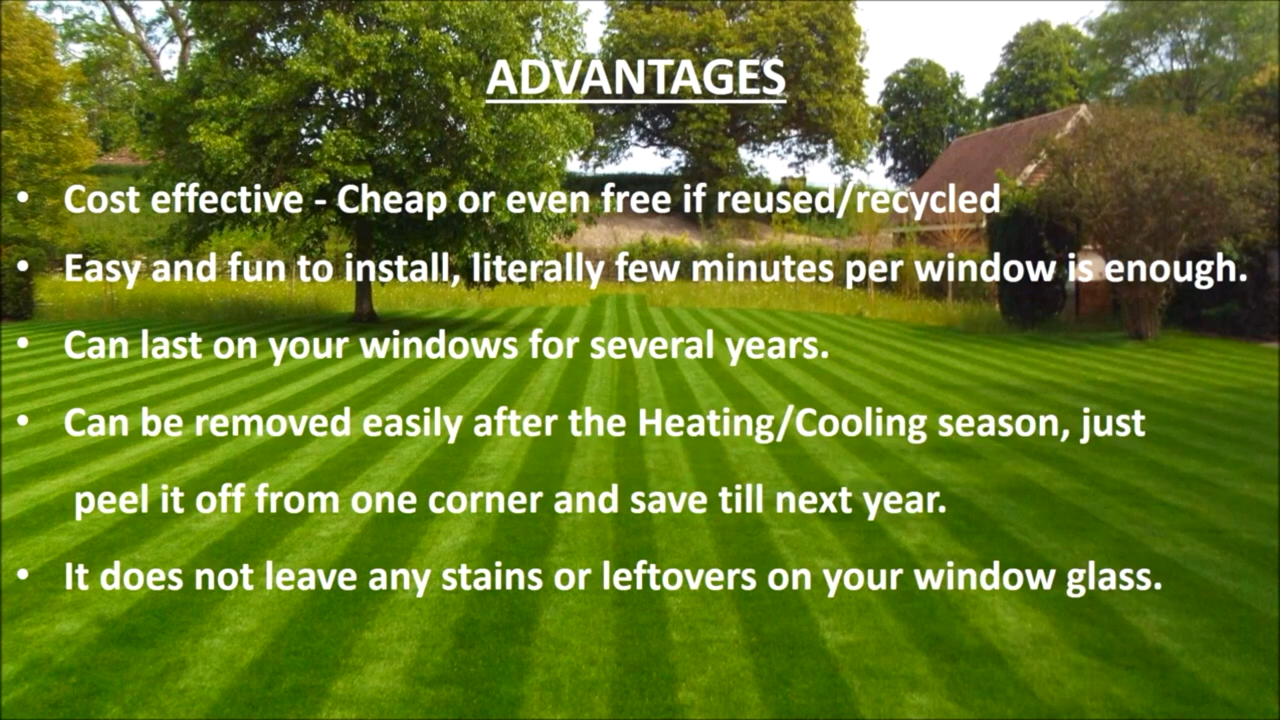 ADVANTAGES
• Cost effective - Cheap or even free if reused/recycled
• Easy and fun to install, literally few minutes per window is enough.
• Can last on your windows for several years.
• Can be removed easily after the Heating/Cooling season, just
peel it off from one corner and save till next year.
• It does not leave any stains or leftovers on your window glass.